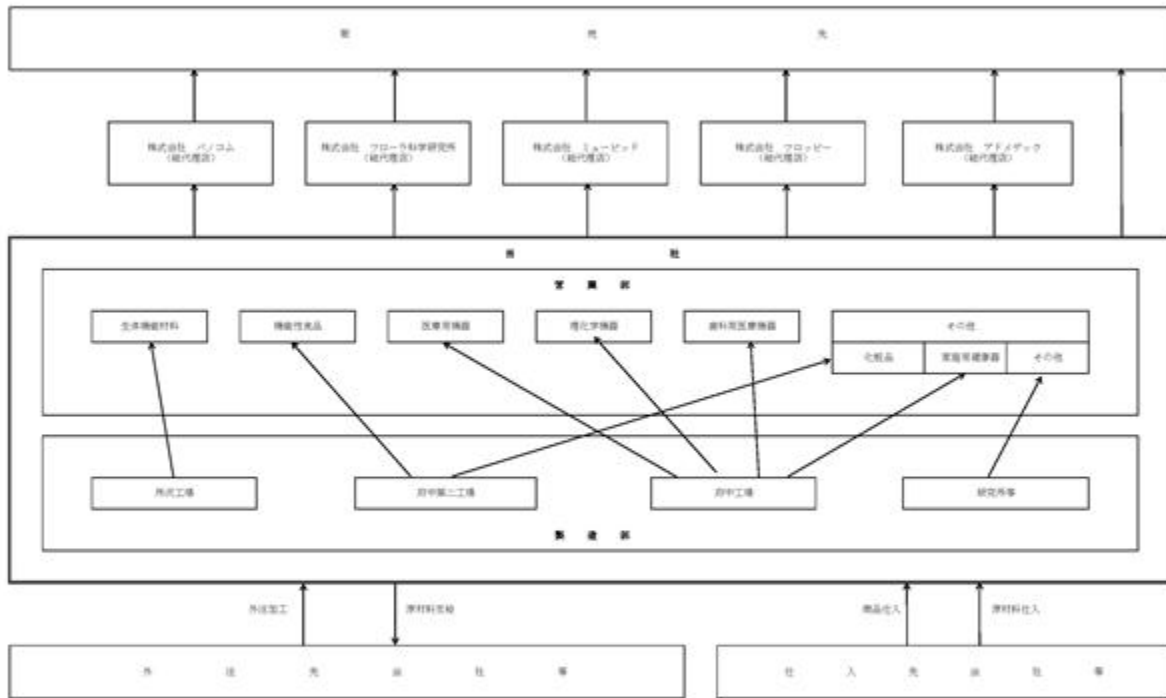 販売先
株式会社 パノコム
（総代理店）
株式会社 フローラ科学研究所
（総代理店）
株式会社 ミュービッド
（総代理店）
株式会社 フロッピー
（総代理店）
株式会社 アドメデック
（総代理店）
当社
営業部
生体機能材料
機能性食品
医療用機器
理化学機器
歯科用医療機器
その他
化粧品
家庭用健康器
その他
所沢工場
府中第二工場
府中工場
研究所等
製造部
外注加工
原材料支給
商品仕入
原材料仕入
外注先会社等
仕入先会社等